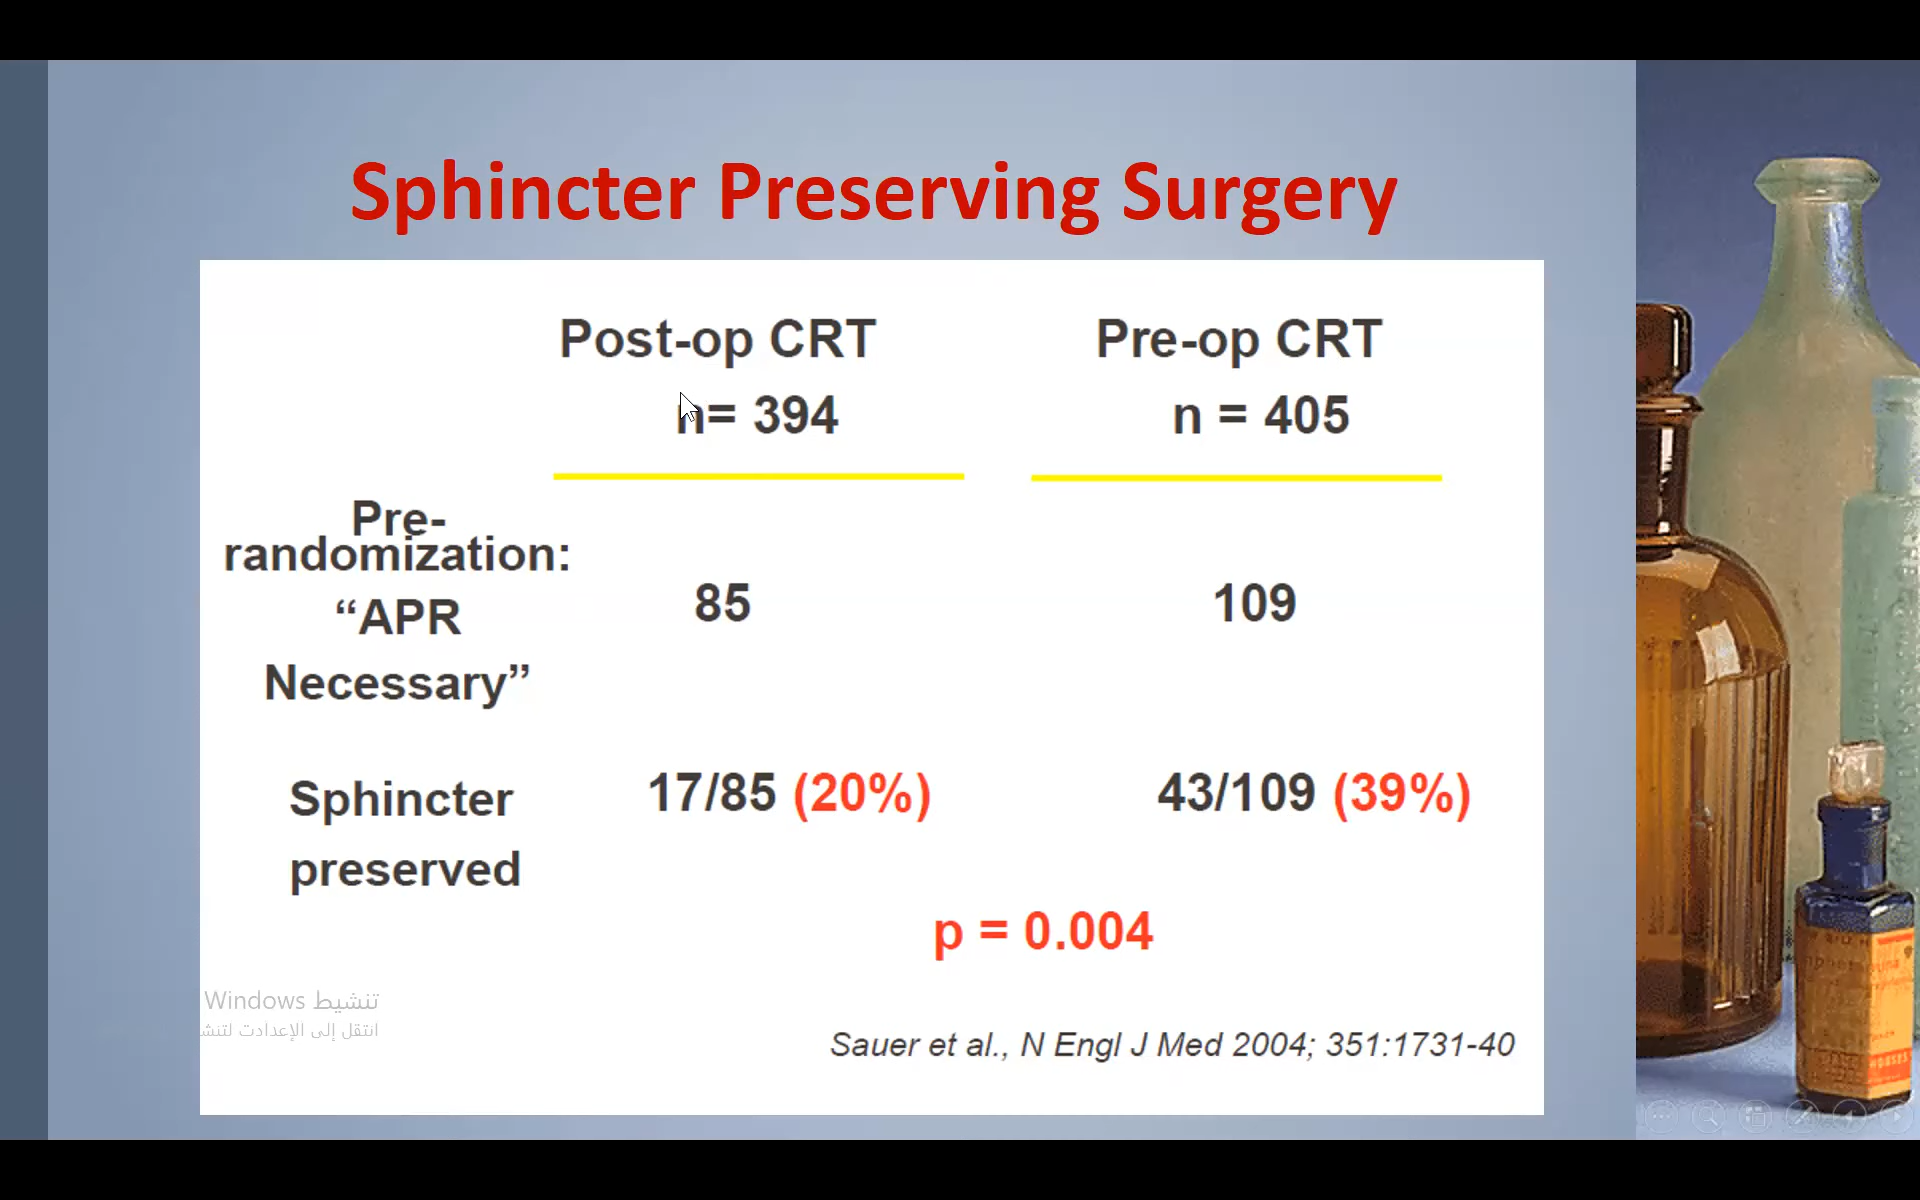 Sphincter Preserving Surgery
Post-op CRT
Pre-op CRT
n= 394
n = 405
Pre-
randomization:
“APR
Necessary”
85
109
Sphincter
preserved
17/85 (20%)
43/109 (39%)
p = 0.004
تنشيط Windows
انتقل إلى الإعدادت
Sauer et al., N Engl J Med 2004; 351:1731-40